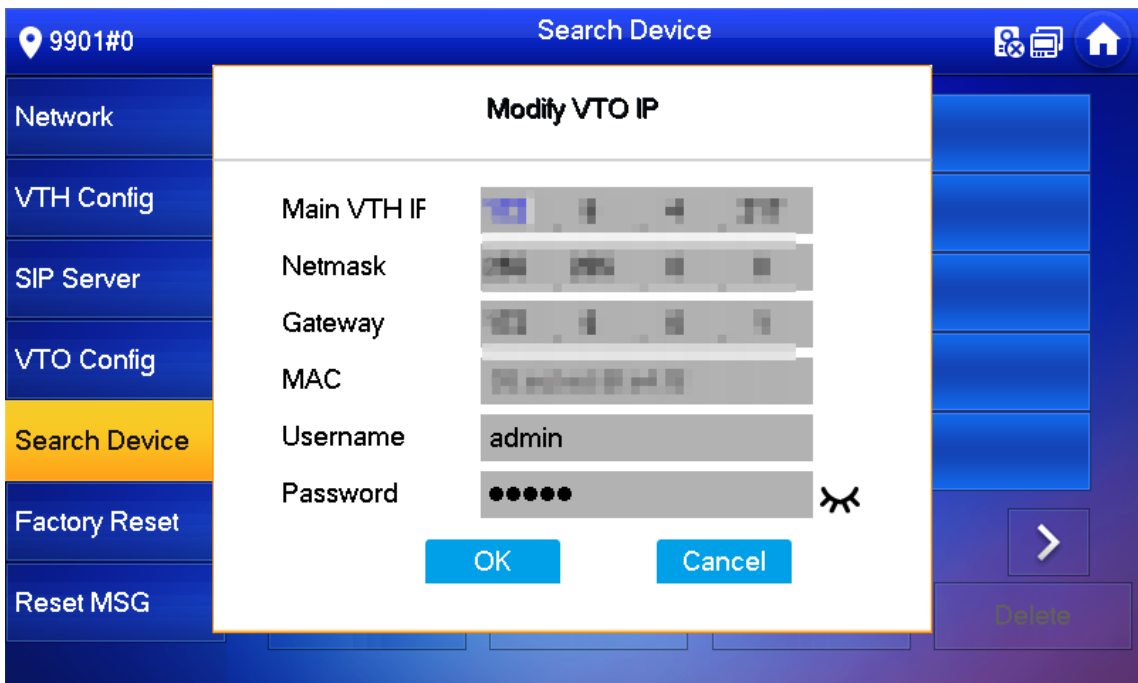 9901#0
Search Device
Network
VTH Config
SIP Server
VTO Config
Search Device
Factory Reset
Reset MSG
Modify VTO IP
Main VTH IP
Netmask
Gateway
MAC
Username admin
Password •••••
OK Cancel
Delete